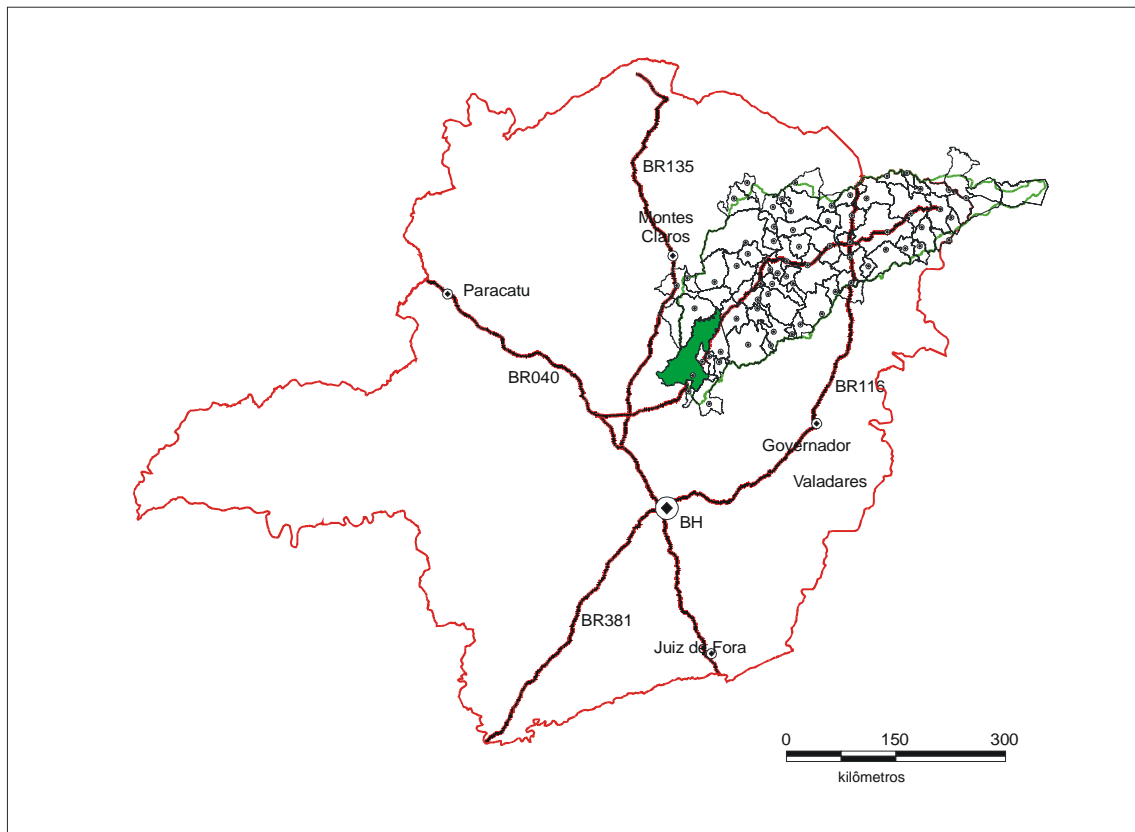 BR135
Montes
Claros
Paracatu
BR040
BR116
Governador
Valadares
BH
BR381
Juiz de Fora
0 150 300
kilômetros